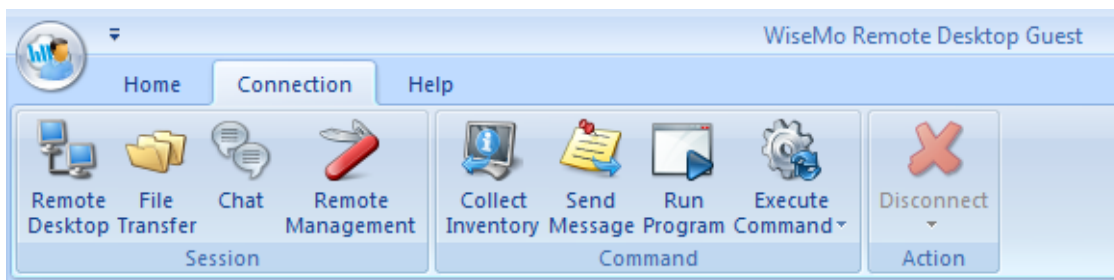 WiseMo Remote Desktop Guest
Home Connection Help
Remote File Chat Remote Collect Send Run Execute Disconnect
Desktop Transfer Management Inventory Message Program Command
Session Command Action